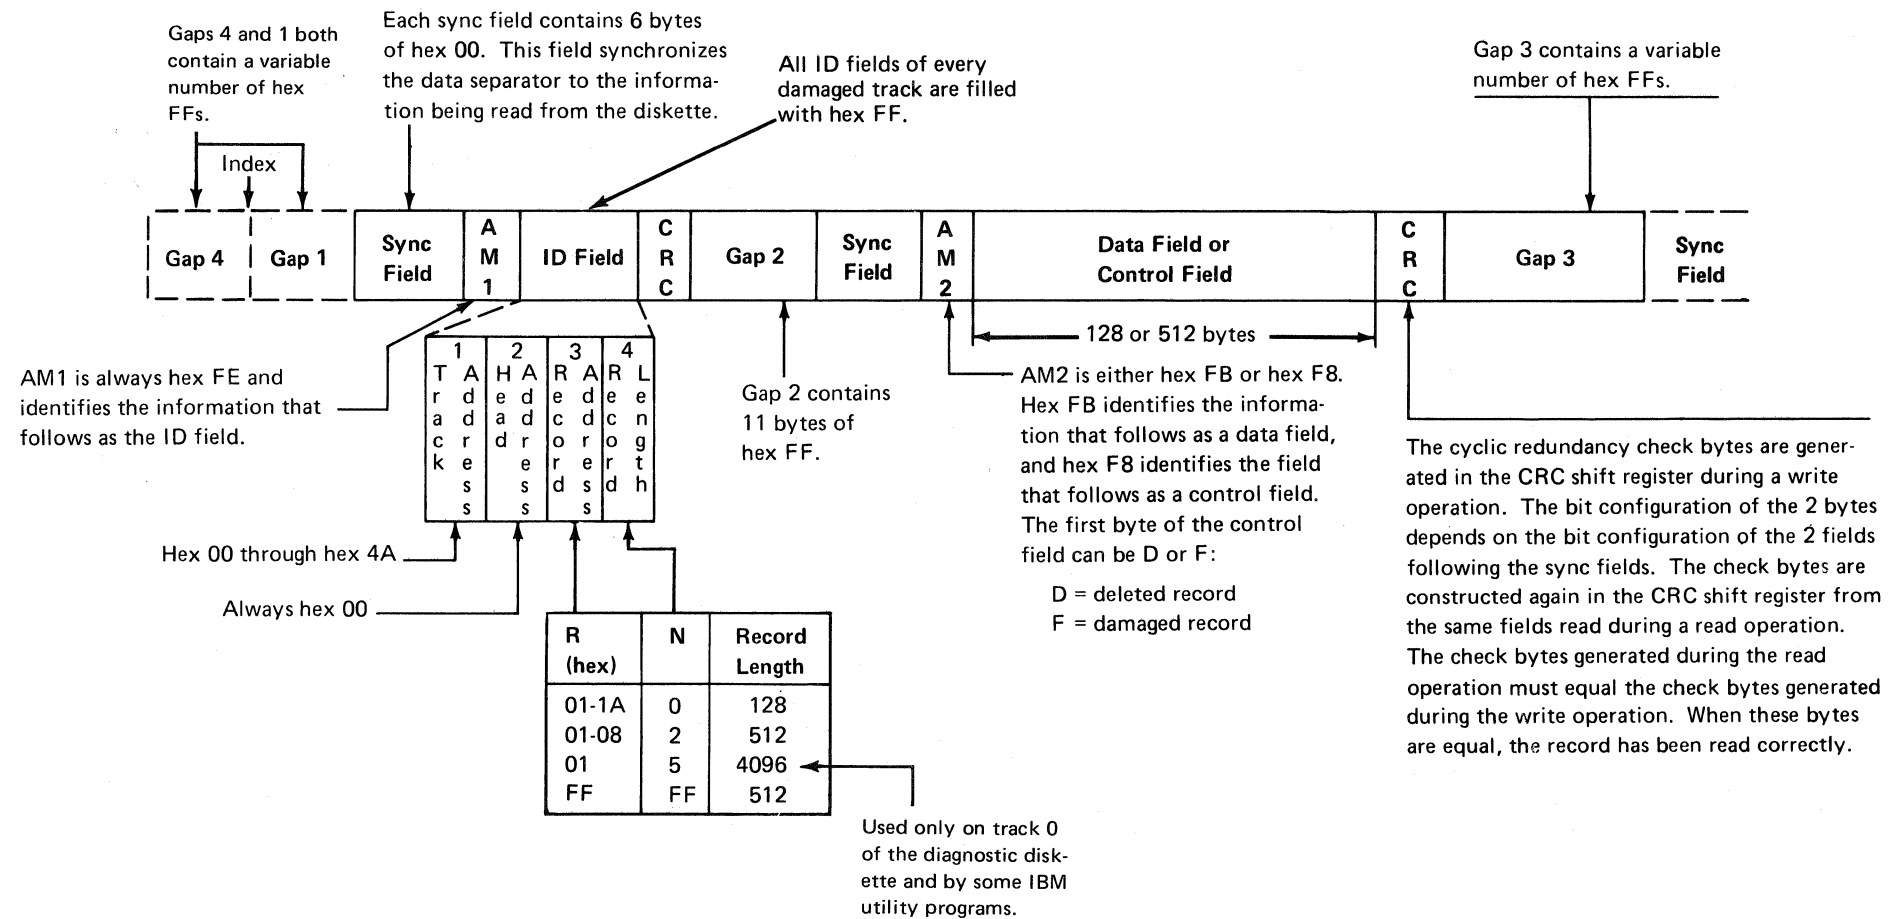 Gaps 4 and 1 both
contain a variable
number of hex
FFs.
Each sync field contains 6 bytes
of hex 00. This field synchronizes
the data separator to the informa-
tion being read from the diskette.
All ID fields of every
damaged track are filled
with hex FF.
Gap 3 contains a variable
number of hex FFs.
Index
Gap 4
Gap 1
Sync
Field
AM1
ID Field
CRC
Gap 2
Sync
Field
AM2
Data Field or
Control Field
CRC
Gap 3
Sync
Field
128 or 512 bytes
AM1 is always hex FE and
identifies the information that
follows as the ID field.
1
Track Address
2
Head Address
3
Record Address
4
Record Length
Gap 2 contains
11 bytes of
hex FF.
AM2 is either hex FB or hex F8.
Hex FB identifies the informa-
tion that follows as a data field,
and hex F8 identifies the field
that follows as a control field.
The first byte of the control
field can be D or F:
D = deleted record
F = damaged record
The cyclic redundancy check bytes are gener-
ated in the CRC shift register during a write
operation. The bit configuration of the 2 bytes
depends on the bit configuration of the 2 fields
following the sync fields. The check bytes are
constructed again in the CRC shift register from
the same fields read during a read operation.
The check bytes generated during the read
operation must equal the check bytes generated
during the write operation. When these bytes
are equal, the record has been read correctly.
Hex 00 through hex 4A
Always hex 00
R
(hex)
N
Record
Length
01-1A 0 128
01-08 2 512
01 5 4096
FF FF 512
Used only on track 0
of the diagnostic disk-
ette and by some IBM
utility programs.